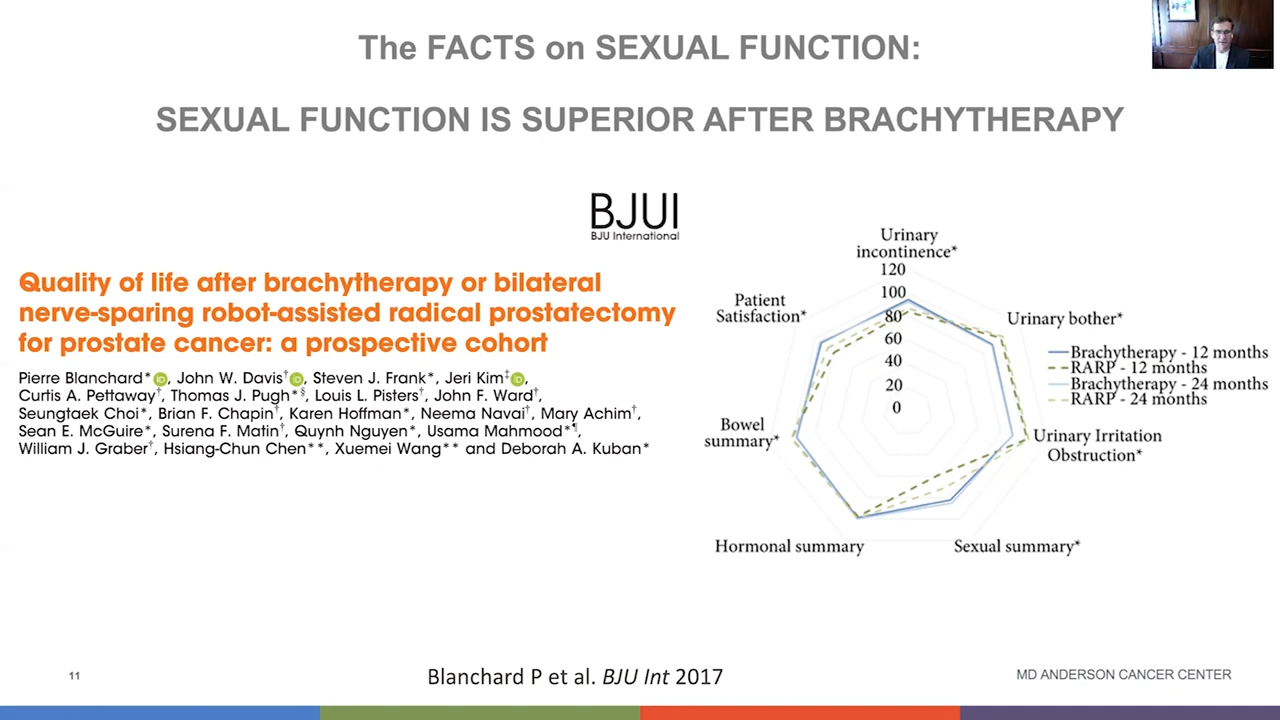 The FACTS on SEXUAL FUNCTION:
SEXUAL FUNCTION IS SUPERIOR AFTER BRACHYTHERAPY
BJUI
BJU International
Quality of life after brachytherapy or bilateral
nerve-sparing robot-assisted radical prostatectomy
for prostate cancer: a prospective cohort
Pierre Blanchard* iD, John W. Davis† iD, Steven J. Frank*, Jeri Kim‡ iD,
Curtis A. Pettaway†, Thomas J. Pugh*§, Louis L. Pisters†, John F. Ward†,
Seungtaek Choi*, Brian F. Chapin†, Karen Hoffman*, Neema Navai†, Mary Achim†,
Sean E. McGuire*, Surena F. Matin†, Quynh Nguyen*, Usama Mahmood*¶,
William J. Graber†, Hsiang-Chun Chen**, Xuemei Wang** and Deborah A. Kuban*
Urinary
incontinence*
120
100
80
60
40
20
0
Patient
Satisfaction*
Urinary bother*
Brachytherapy - 12 months
RARP - 12 months
Brachytherapy - 24 months
RARP - 24 months
Bowel
summary*
Urinary Irritation
Obstruction*
Hormonal summary
Sexual summary*
11
Blanchard P et al. BJU Int 2017
MD ANDERSON CANCER CENTER